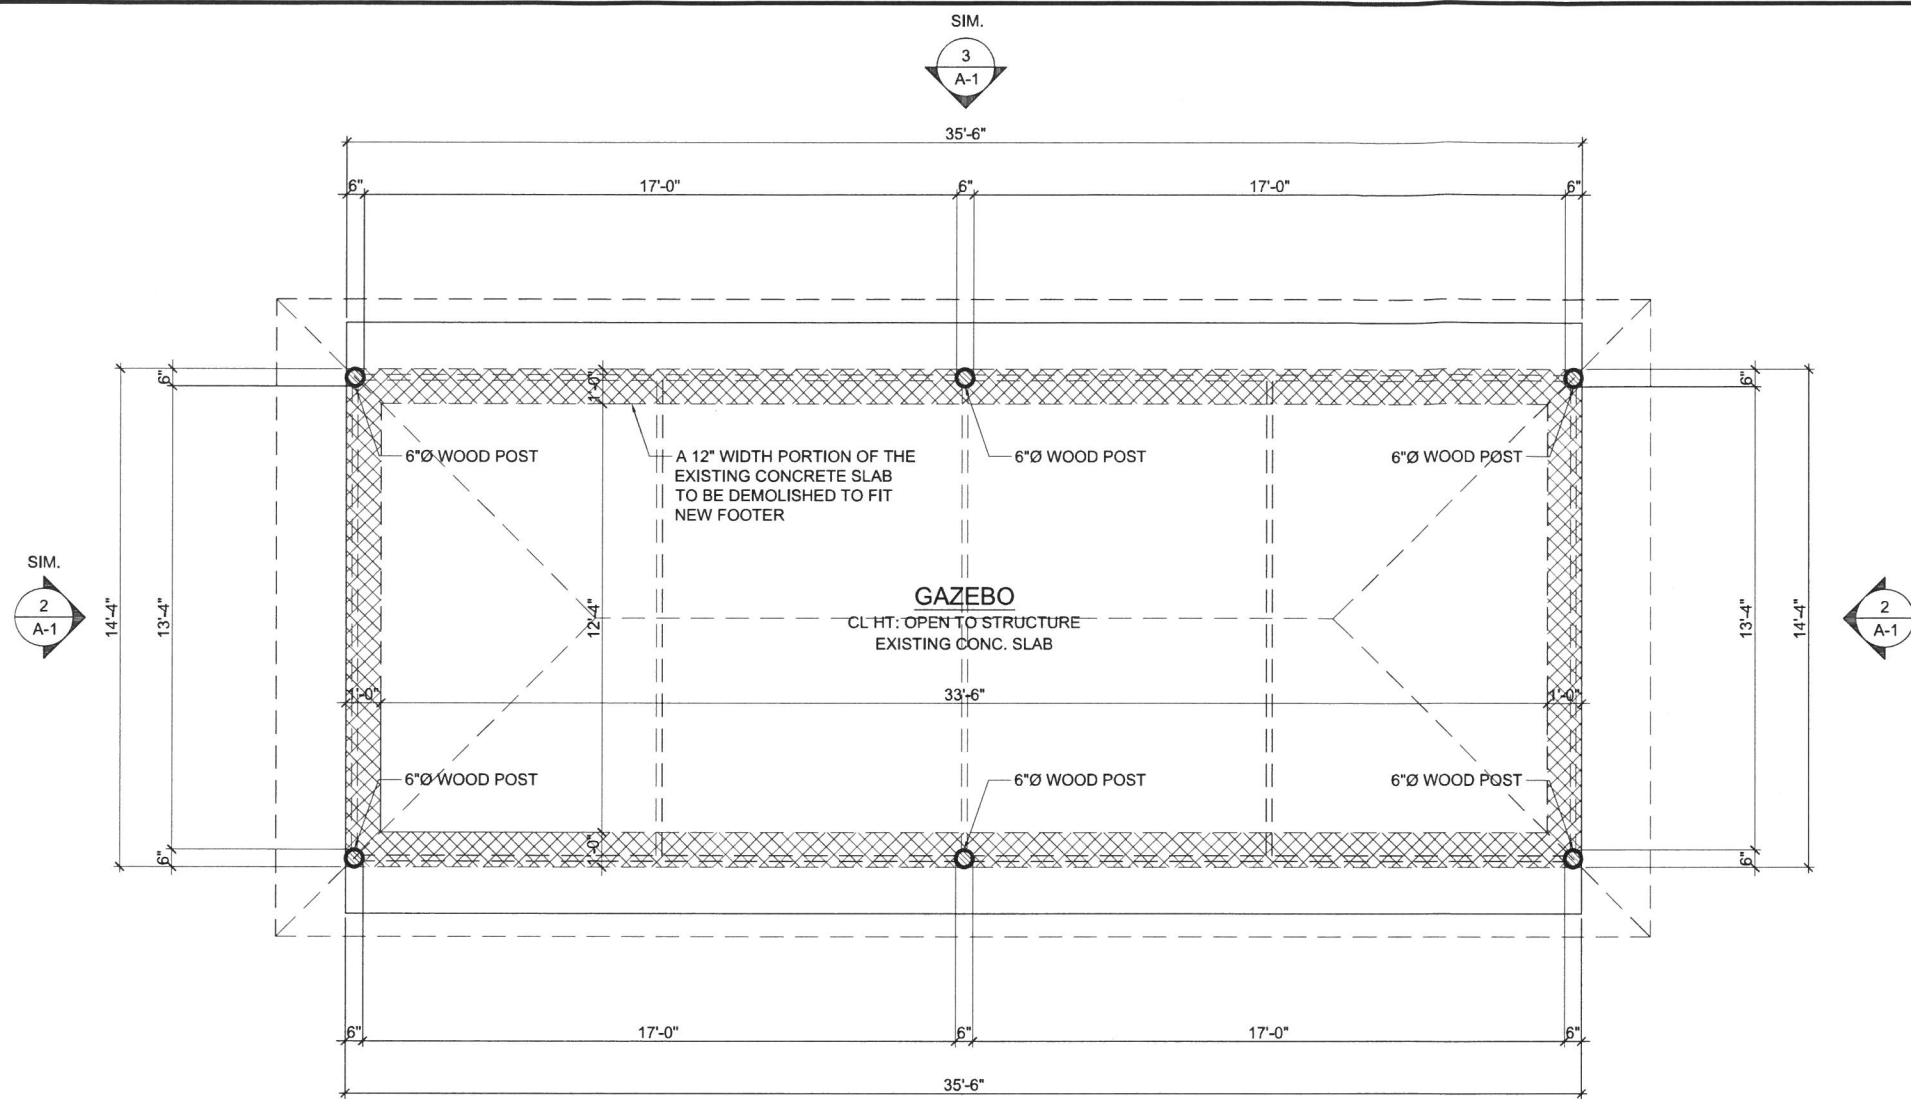 SIM.
3
A-1
35'-6"
6" 17'-0" 6" 17'-0" 6"
6" 1'-0" 6"
6"Ø WOOD POST
A 12" WIDTH PORTION OF THE
EXISTING CONCRETE SLAB
TO BE DEMOLISHED TO FIT
NEW FOOTER
6"Ø WOOD POST
6"Ø WOOD POST
SIM.
2
A-1
14'-4"
13'-4"
12'-4"
GAZEBO
CL HT: OPEN TO STRUCTURE
EXISTING CONC. SLAB
13'-4"
14'-4"
2
A-1
1'-0" 33'-6" 1'-0"
6"Ø WOOD POST
6"Ø WOOD POST
6"Ø WOOD POST
6" 1'-0" 6"
6" 17'-0" 6" 17'-0" 6"
35'-6"